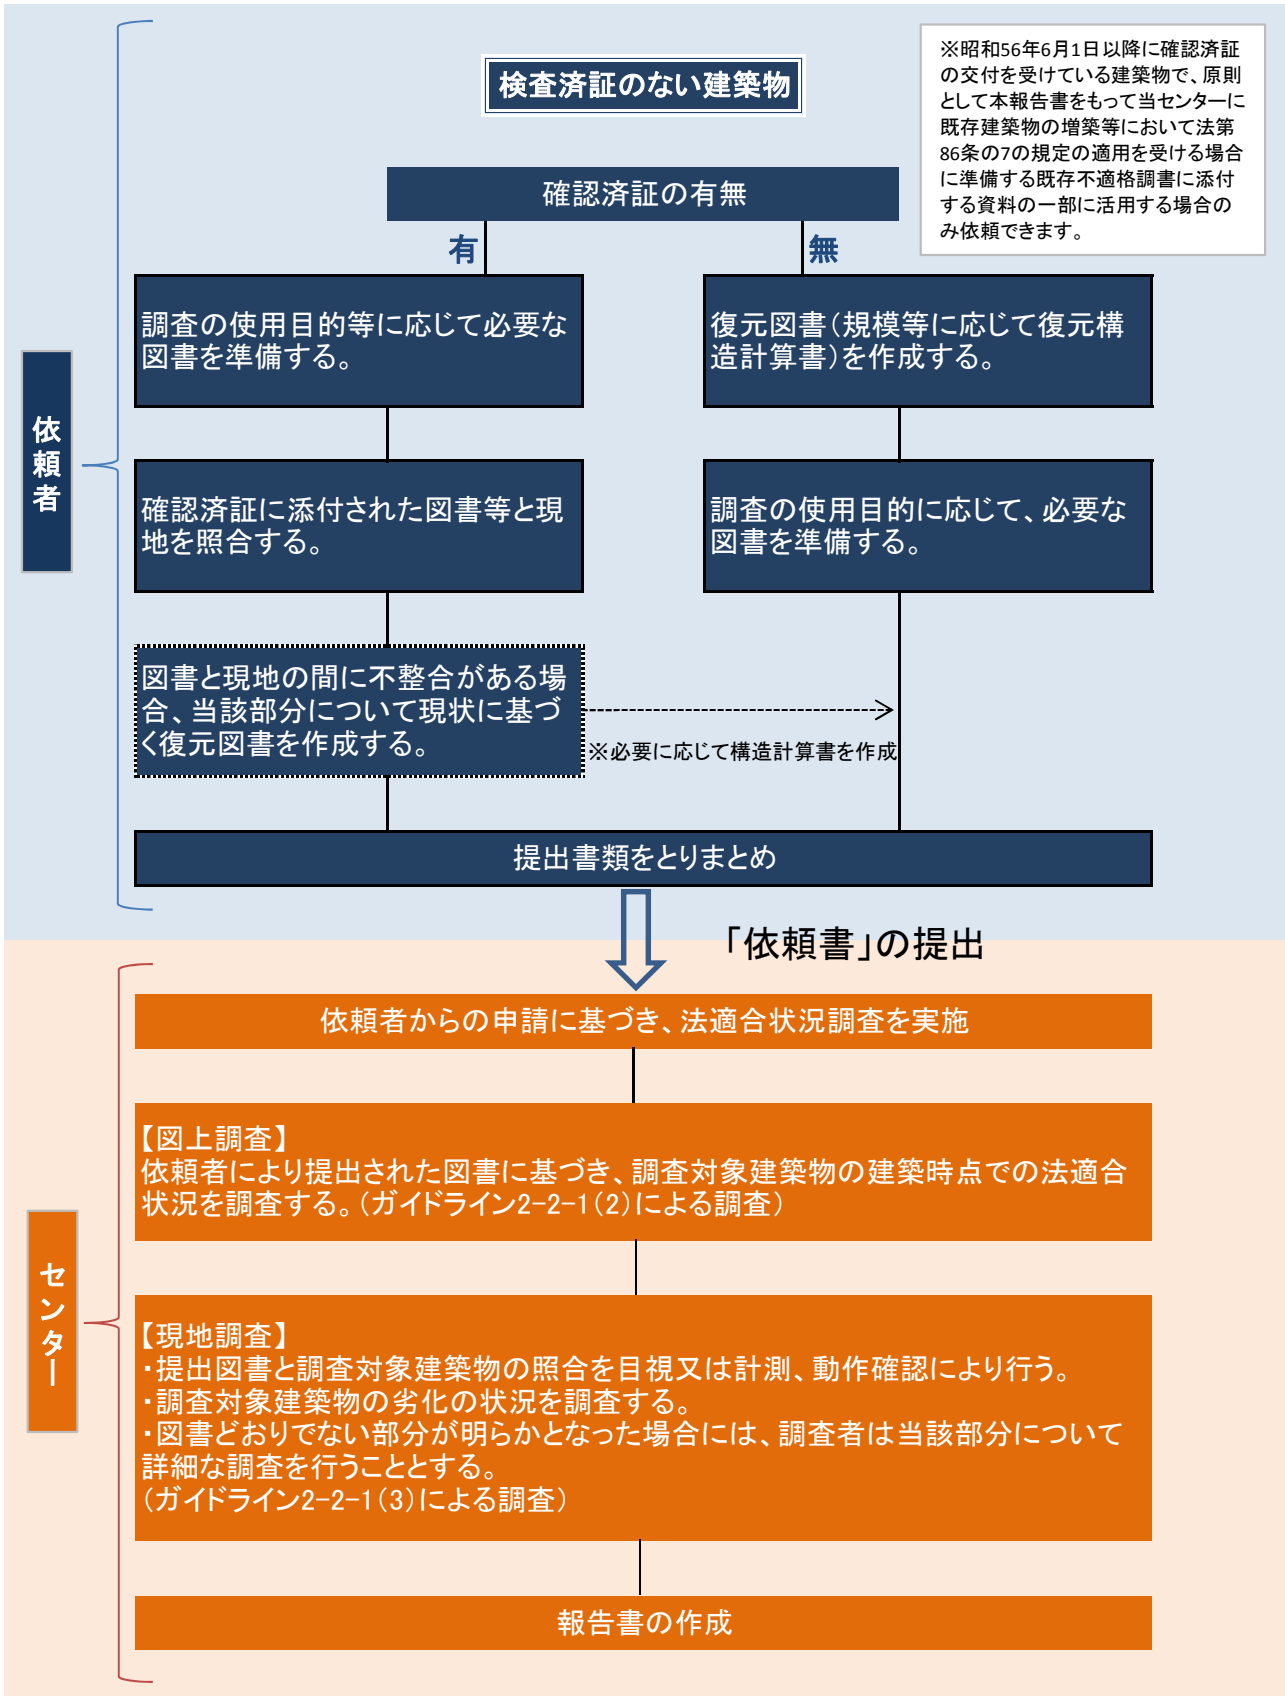 検査済証のない建築物
※昭和56年6月1日以降に確認済証
の交付を受けている建築物で、原則
として本報告書をもって当センターに
既存建築物の増築等において法第
86条の7の規定の適用を受ける場合
に準備する既存不適格調書に添付
する資料の一部に活用する場合の
み依頼できます。
確認済証の有無
有
無
調査の使用目的等に応じて必要な
図書を準備する。
復元図書(規模等に応じて復元構
造計算書)を作成する。
依頼者
確認済証に添付された図書等と現
地を照合する。
調査の使用目的に応じて、必要な
図書を準備する。
図書と現地の間に不整合がある場
合、当該部分について現状に基づ
く復元図書を作成する。
※必要に応じて構造計算書を作成
提出書類をとりまとめ
「依頼書」の提出
依頼者からの申請に基づき、法適合状況調査を実施
【図上調査】
依頼者により提出された図書に基づき、調査対象建築物の建築時点での法適合
状況を調査する。(ガイドライン2-2-1(2)による調査)
センター
【現地調査】
・提出図書と調査対象建築物の照合を目視又は計測、動作確認により行う。
・調査対象建築物の劣化の状況を調査する。
・図書どおりでない部分が明らかとなった場合には、調査者は当該部分について
詳細な調査を行うこととする。
(ガイドライン2-2-1(3)による調査)
報告書の作成